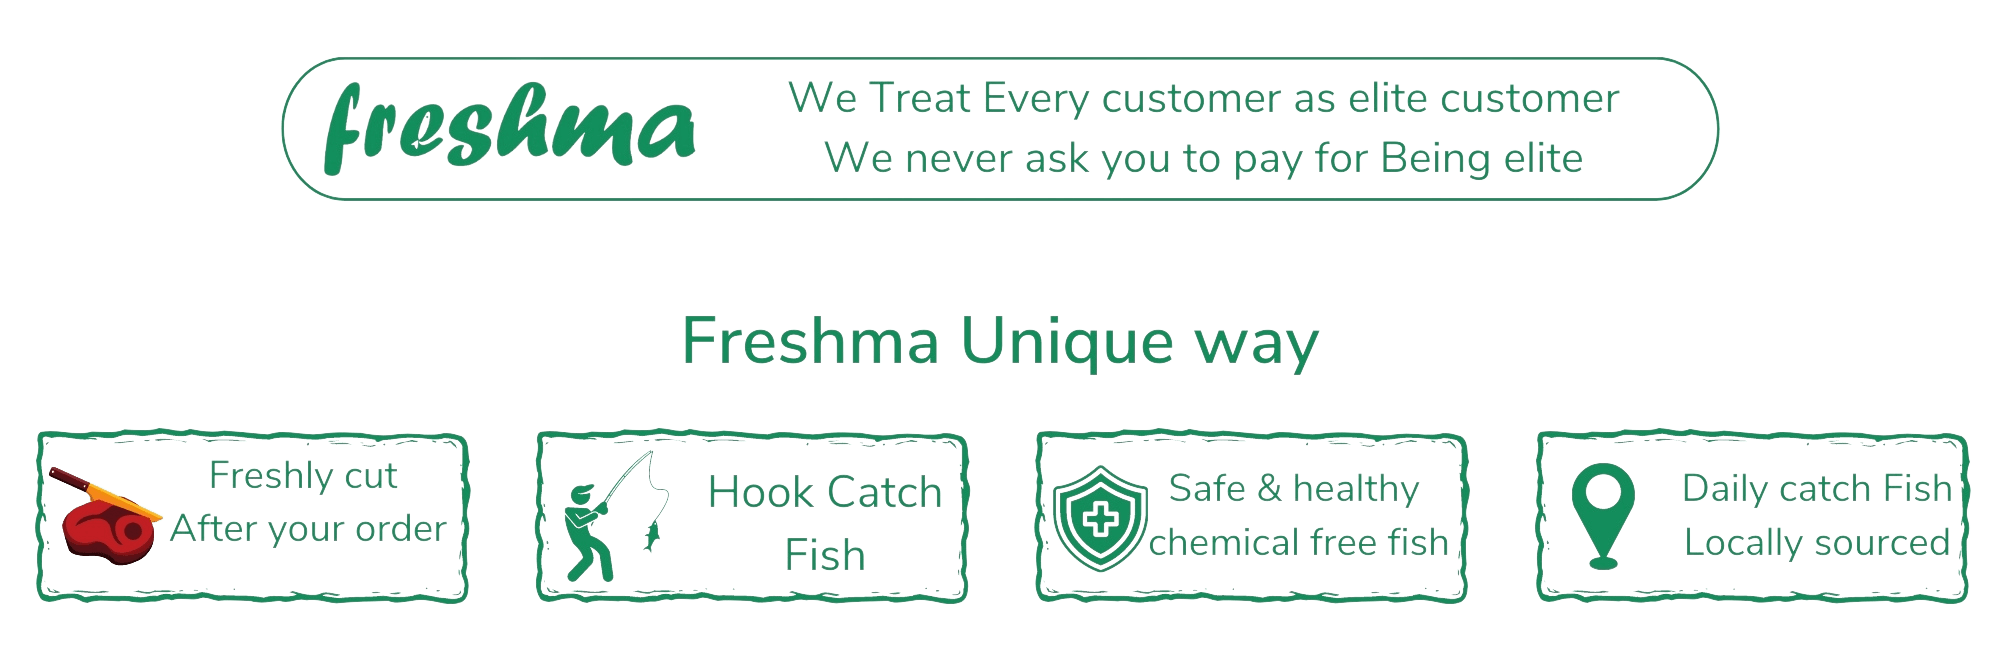 freshma
We Treat Every customer as elite customer
We never ask you to pay for Being elite
Freshma Unique way
Freshly cut
After your order
Hook Catch
Fish
Safe & healthy
chemical free fish
Daily catch Fish
Locally sourced